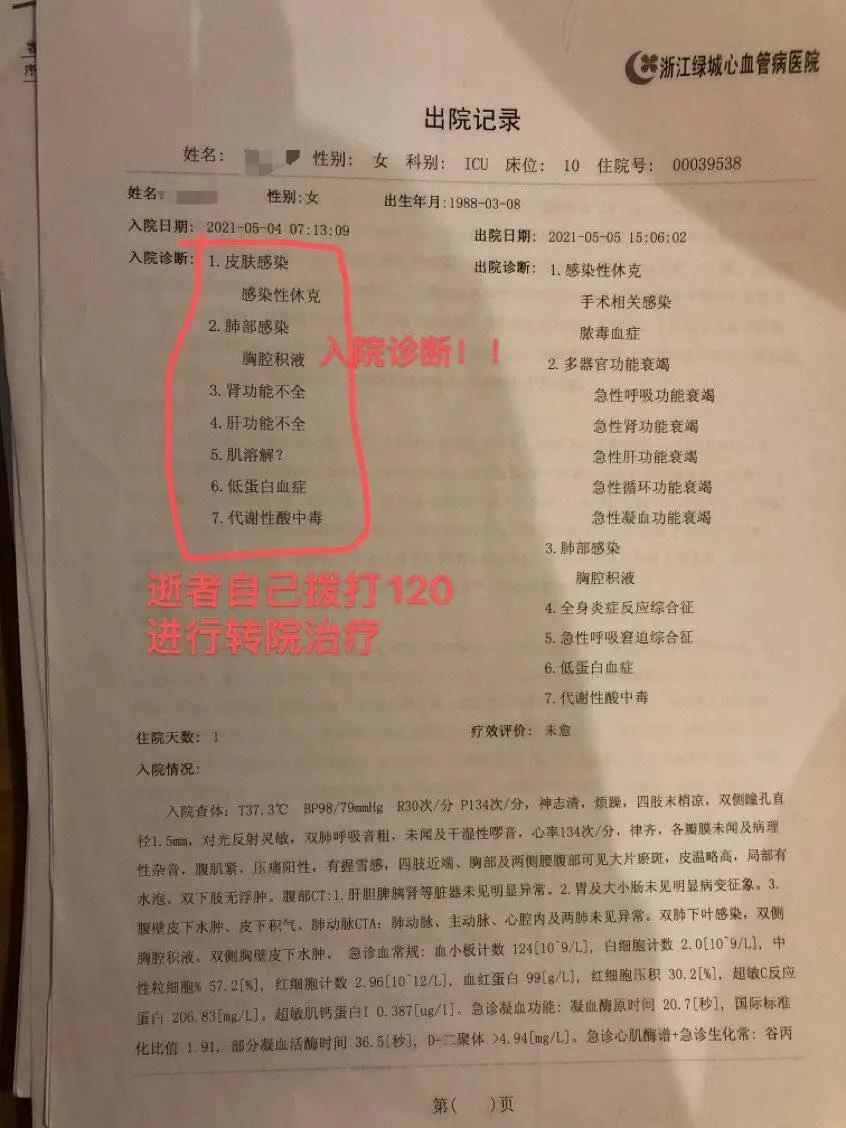 浙江绿城心血管病医院
出院记录
姓名: 性别: 女 科别: ICU 床位: 10 住院号: 00039538
姓名: 性别:女 出生年月:1988-03-08
入院日期: 2021-05-04 07:13:09 出院日期: 2021-05-05 15:06:02
入院诊断: 1.皮肤感染
感染性休克
2.肺部感染
胸腔积液
3.肾功能不全
4.肝功能不全
5.肌溶解?
6.低蛋白血症
7.代谢性酸中毒
入院诊断!!
逝者自己拨打120
进行转院治疗
出院诊断: 1.感染性休克
手术相关感染
脓毒血症
2.多器官功能衰竭
急性呼吸功能衰竭
急性肾功能衰竭
急性肝功能衰竭
急性循环功能衰竭
急性凝血功能衰竭
3.肺部感染
胸腔积液
4.全身炎症反应综合征
5.急性呼吸窘迫综合征
6.低蛋白血症
7.代谢性酸中毒
住院天数: 1 疗效评价: 未愈
入院情况:
入院查体: T37.3℃ BP98/79mmHg R30次/分 P134次/分, 神志清, 烦躁, 四肢末梢凉, 双侧瞳孔直
径1.5mm, 对光反射灵敏, 双肺呼吸音粗, 未闻及干湿性啰音, 心率134次/分, 律齐, 各瓣膜未闻及病理
性杂音, 腹肌紧, 压痛阳性, 有握雪感, 四肢近端、胸部及两侧腰腹部可见大片瘀斑, 皮温略高, 局部有
水泡。双下肢无浮肿。腹部CT:1.肝胆脾胰肾等脏器未见明显异常。2.胃及大小肠未见明显病变征象。3.
腹壁皮下水肿、皮下积气。肺动脉CTA: 肺动脉、主动脉、心腔内及两肺未见异常。双肺下叶感染, 双侧
胸腔积液。双侧胸壁皮下水肿。 急诊血常规: 血小板计数 124[10^9/L], 白细胞计数 2.0[10^9/L], 中
性粒细胞% 57.2[%], 红细胞计数 2.96[10^12/L], 血红蛋白 99[g/L], 红细胞压积 30.2[%], 超敏C反应
蛋白 206.83[mg/L]。超敏肌钙蛋白I 0.387[ug/l]。急诊凝血功能: 凝血酶原时间 20.7[秒], 国际标准
化比值 1.91, 部分凝血活酶时间 36.5[秒], D-二聚体 >4.94[mg/L]。急诊心肌酶谱+急诊生化常: 谷丙
第( )页